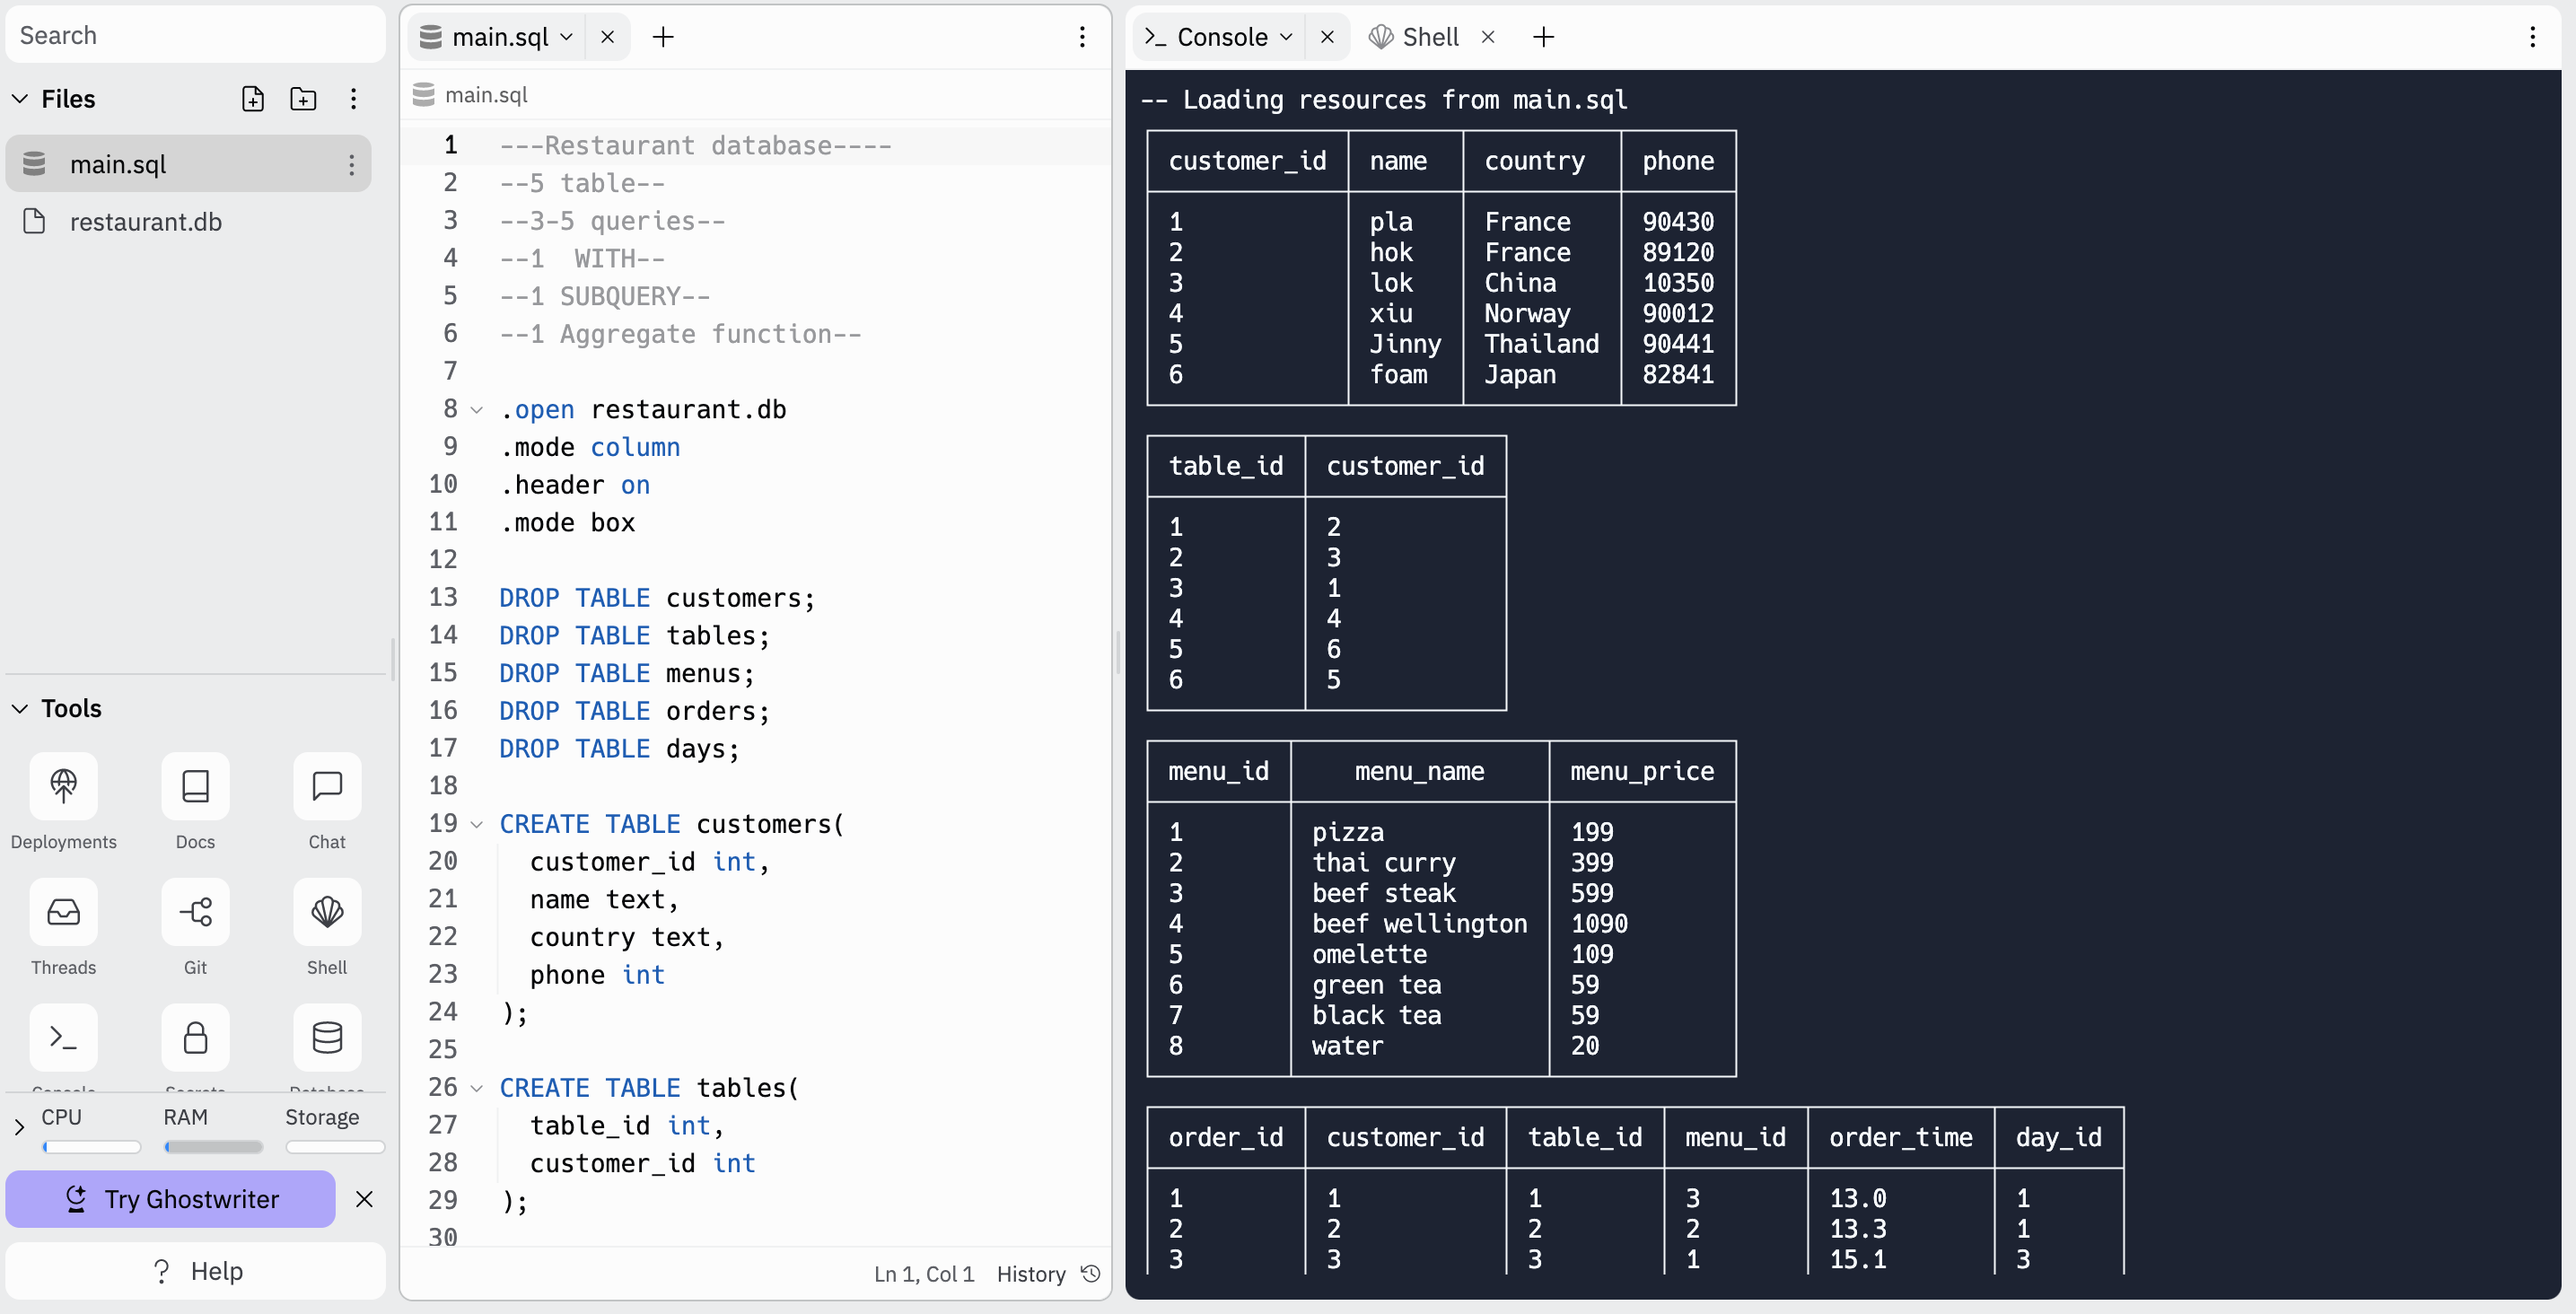 Search
Files
main.sql
restaurant.db
Tools
Deployments Docs Chat
Threads Git Shell
Console Secrets Database
CPU RAM Storage
Try Ghostwriter
? Help
main.sql
main.sql
1 ---Restaurant database----
2 --5 table--
3 --3-5 queries--
4 --1  WITH--
5 --1 SUBQUERY--
6 --1 Aggregate function--
7
8 .open restaurant.db
9 .mode column
10 .header on
11 .mode box
12
13 DROP TABLE customers;
14 DROP TABLE tables;
15 DROP TABLE menus;
16 DROP TABLE orders;
17 DROP TABLE days;
18
19 CREATE TABLE customers(
20 customer_id int,
21 name text,
22 country text,
23 phone int
24 );
25
26 CREATE TABLE tables(
27 table_id int,
28 customer_id int
29 );
30
Ln 1, Col 1 History
>_ Console Shell
-- Loading resources from main.sql
customer_id name country phone
1 pla France 90430
2 hok France 89120
3 lok China 10350
4 xiu Norway 90012
5 Jinny Thailand 90441
6 foam Japan 82841
table_id customer_id
1 2
2 3
3 1
4 4
5 6
6 5
menu_id menu_name menu_price
1 pizza 199
2 thai curry 399
3 beef steak 599
4 beef wellington 1090
5 omelette 109
6 green tea 59
7 black tea 59
8 water 20
order_id customer_id table_id menu_id order_time day_id
1 1 1 3 13.0 1
2 2 2 2 13.3 1
3 3 3 1 15.1 3